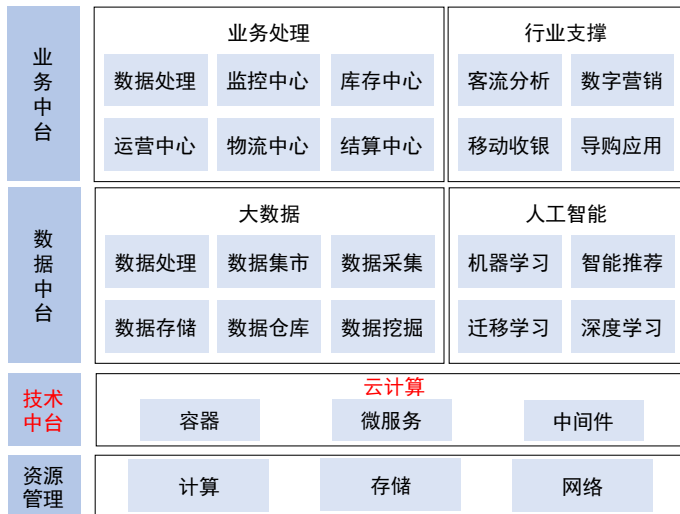 业务中台
业务处理
数据处理 监控中心 库存中心
运营中心 物流中心 结算中心
行业支撑
客流分析 数字营销
移动收银 导购应用
数据中台
大数据
数据处理 数据集市 数据采集
数据存储 数据仓库 数据挖掘
人工智能
机器学习 智能推荐
迁移学习 深度学习
技术
中台
云计算
容器 微服务 中间件
资源
管理
计算 存储 网络